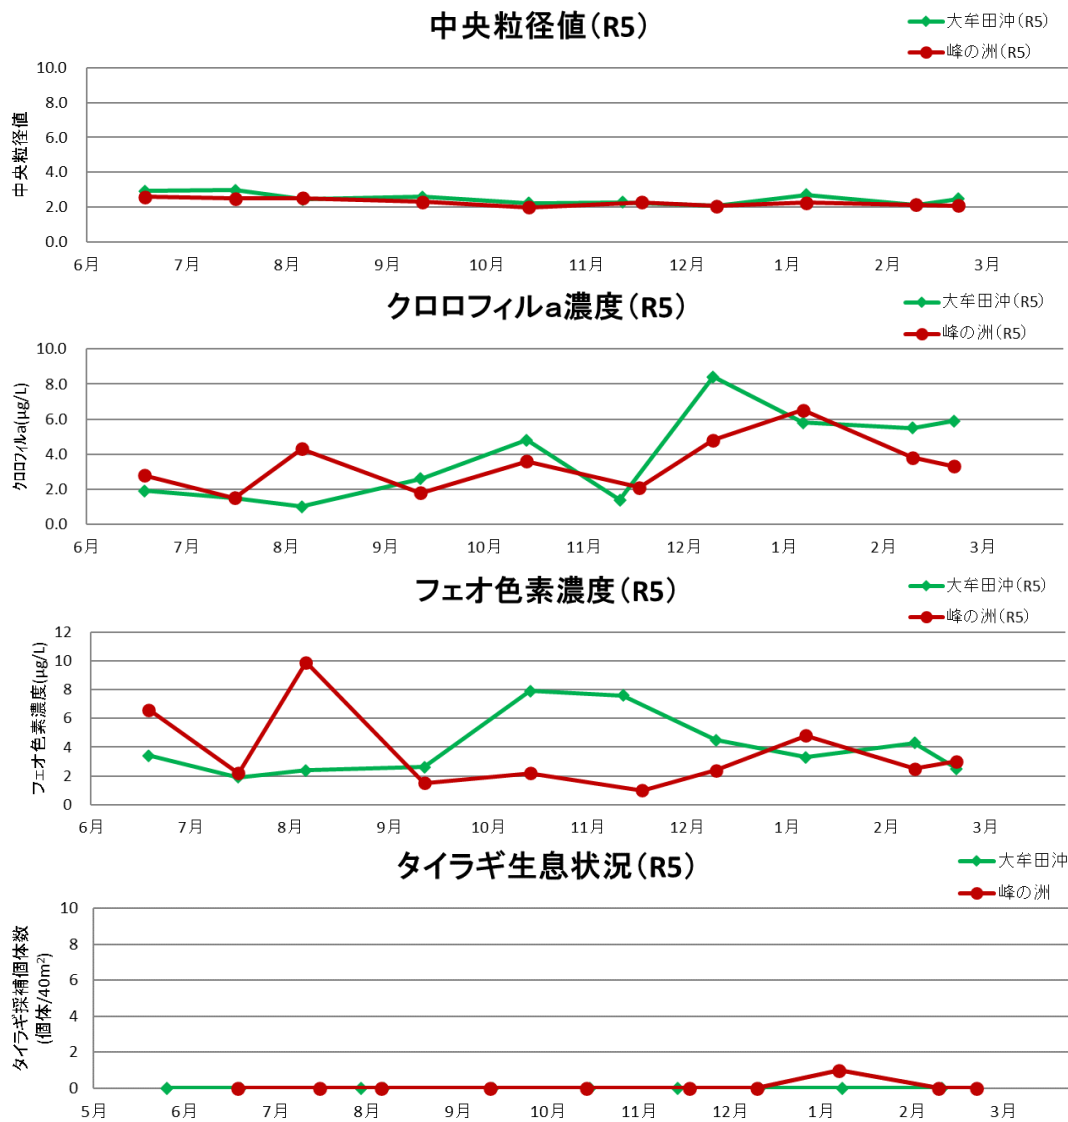 中央粒径値(R5)
大牟田沖(R5)
峰の洲(R5)
中央粒径値
10.0
8.0
6.0
4.0
2.0
0.0
6月 7月 8月 9月 10月 11月 12月 1月 2月 3月
クロロフィルa濃度(R5)
大牟田沖(R5)
峰の洲(R5)
クロロフィルa(μg/L)
10.0
8.0
6.0
4.0
2.0
0.0
6月 7月 8月 9月 10月 11月 12月 1月 2月 3月
フェオ色素濃度(R5)
大牟田沖(R5)
峰の洲(R5)
フェオ色素濃度(μg/L)
12
10
8
6
4
2
0
6月 7月 8月 9月 10月 11月 12月 1月 2月 3月
タイラギ生息状況(R5)
大牟田沖
峰の洲
タイラギ採補個体数
(個体/40m²)
10
8
6
4
2
0
5月 6月 7月 8月 9月 10月 11月 12月 1月 2月 3月